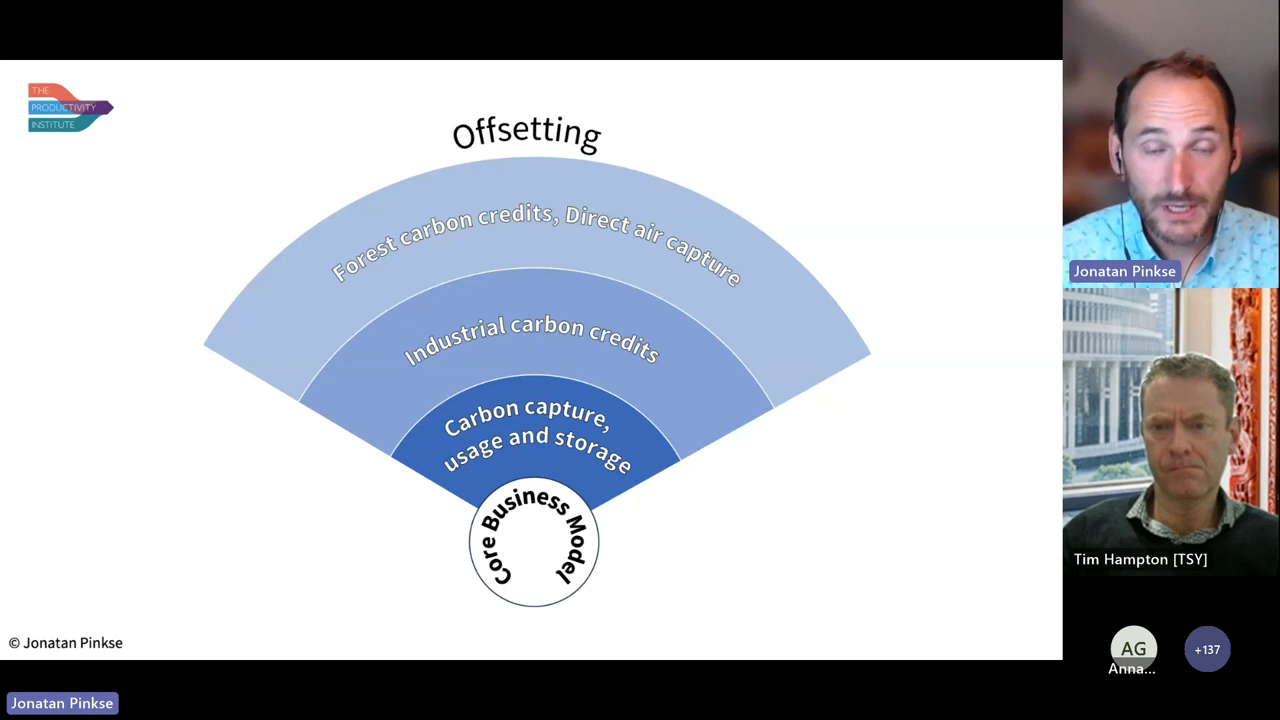 THE
PRODUCTIVITY
INSTITUTE
Offsetting
Forest carbon credits, Direct air capture
Industrial carbon credits
Carbon capture,
usage and storage
Core Business Model
© Jonatan Pinkse
Jonatan Pinkse
Jonatan Pinkse
Tim Hampton [TSY]
AG
Anna...
+137